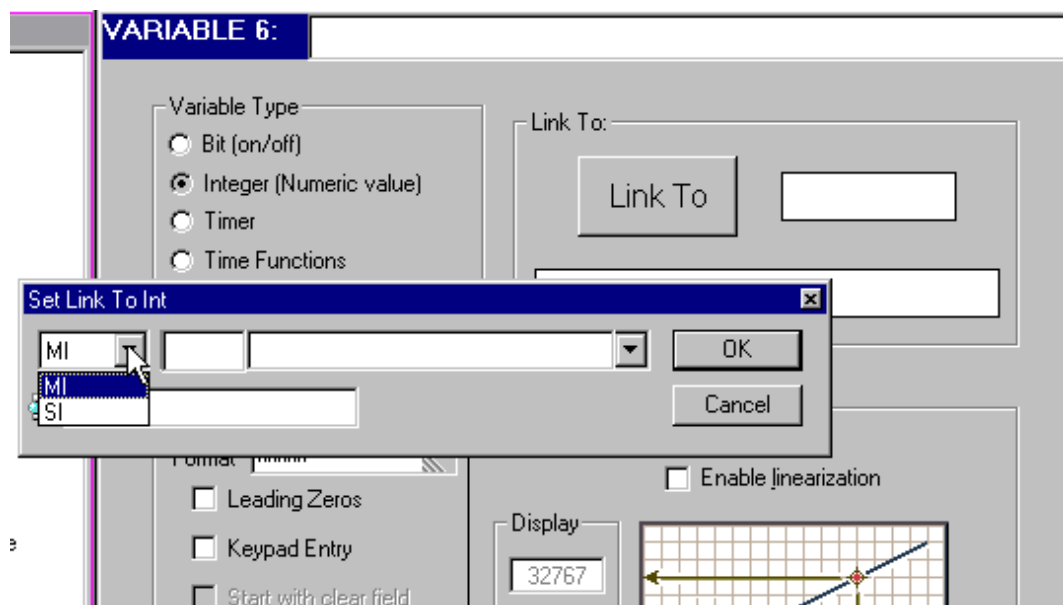 VARIABLE 6:
Variable Type
Bit (on/off)
Integer (Numeric value)
Timer
Time Functions
Link To:
Link To
Set Link To Int
MI
OK
MI
SI
Cancel
Format
Enable linearization
Leading Zeros
Keypad Entry
Start with clear field
Display
32767
e